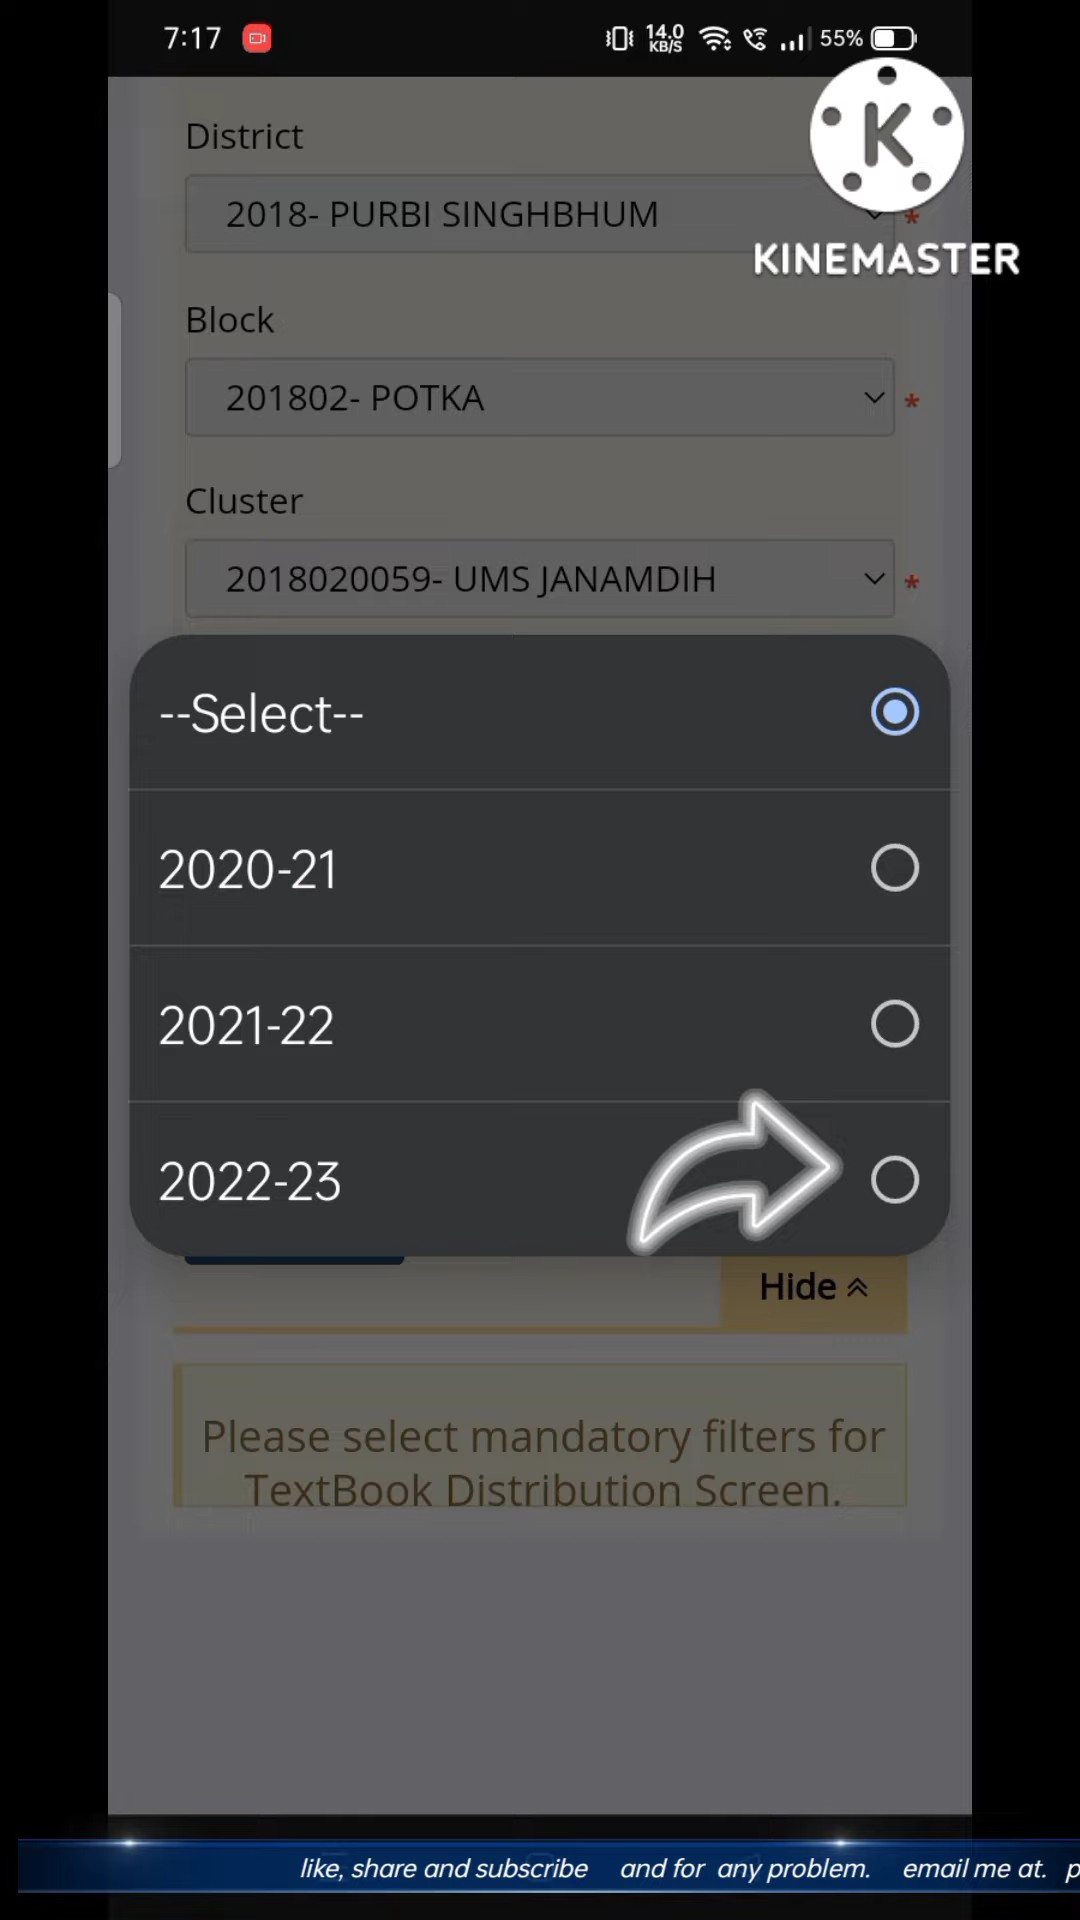 7:17
14.0
KB/S
55%
K
KINEMASTER
District
2018- PURBI SINGHBHUM
*
Block
201802- POTKA
*
Cluster
2018020059- UMS JANAMDIH
*
--Select--
2020-21
2021-22
2022-23
Hide
Please select mandatory filters for
TextBook Distribution Screen.
like, share and subscribe and for any problem. email me at. p